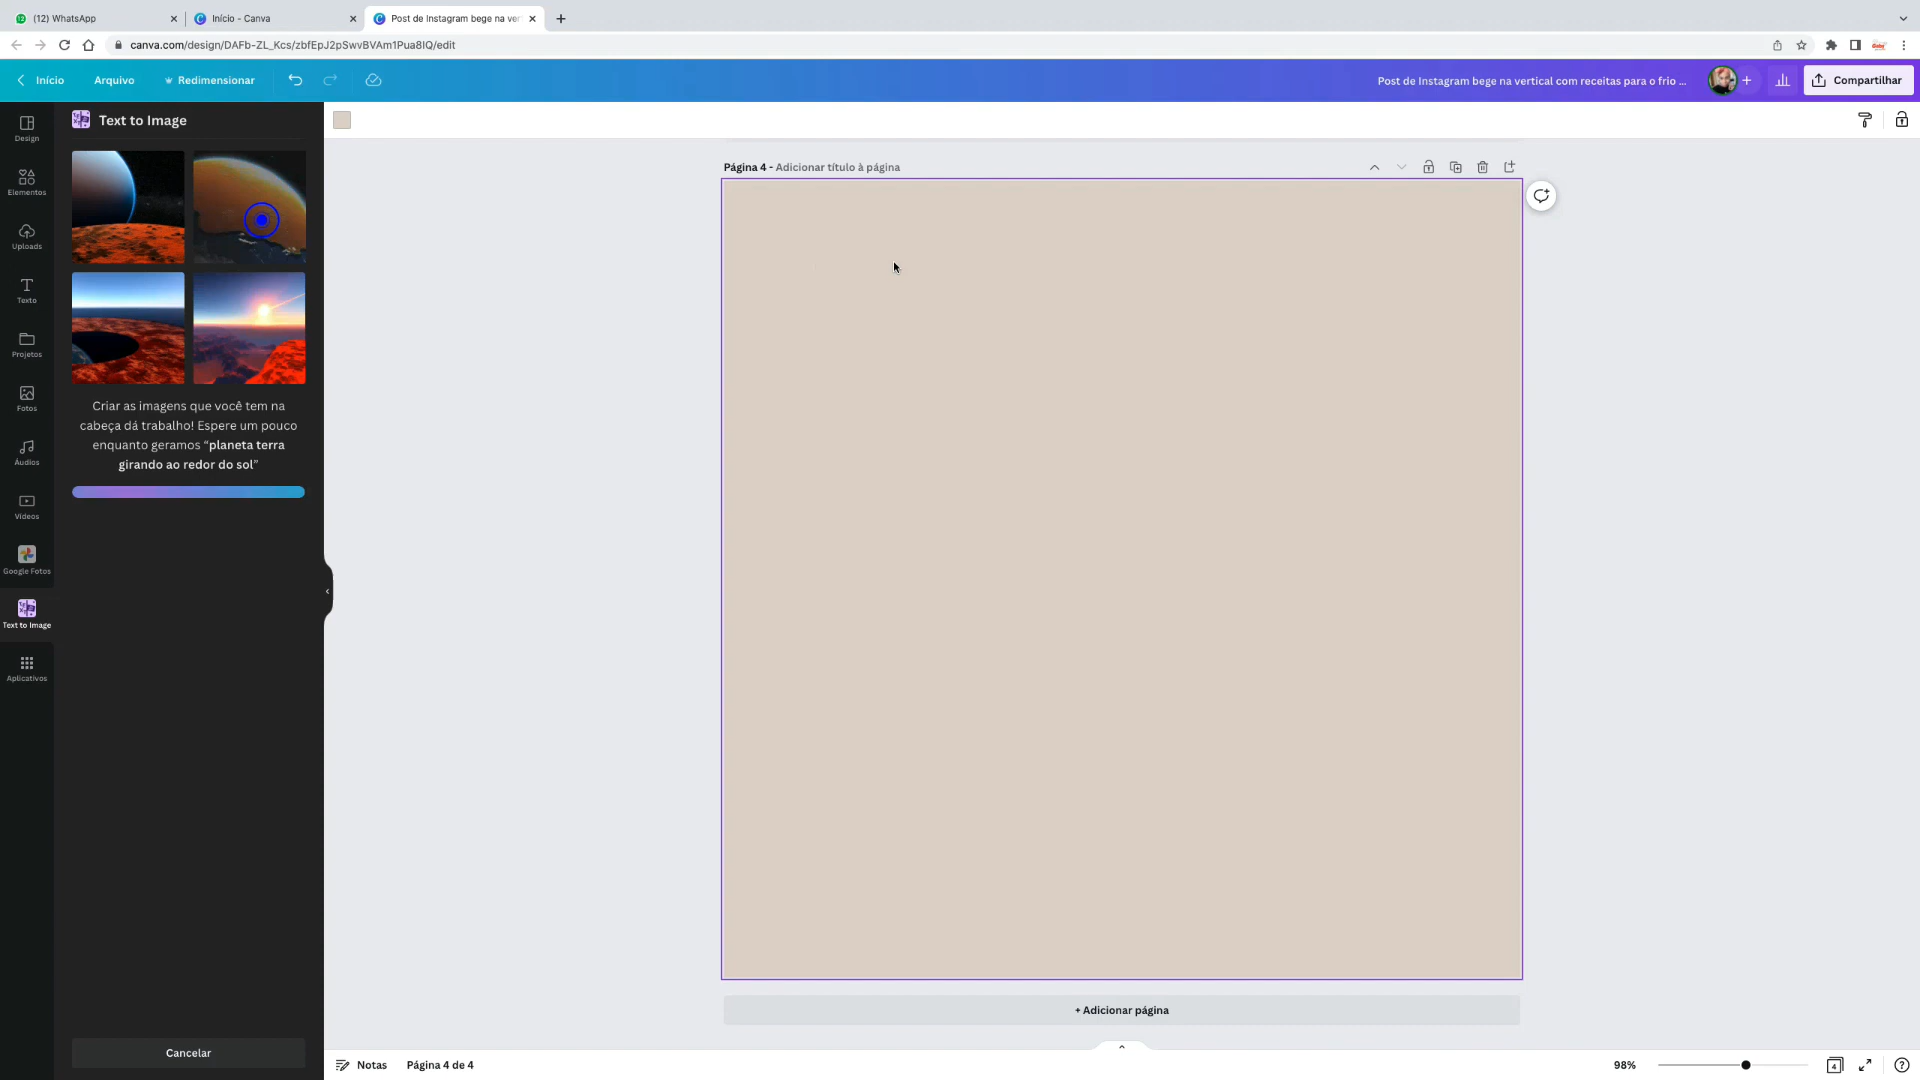 (12) WhatsApp
Início - Canva
Post de Instagram bege na ver
canva.com/design/DAFb-ZL_Kcs/zbfEpJ2pSwvBVAm1Pua8IQ/edit
Início
Arquivo
Redimensionar
Post de Instagram bege na vertical com receitas para o frio ...
Compartilhar
Design
Elementos
Uploads
Texto
Projetos
Fotos
Áudios
Vídeos
Google Fotos
Text to Image
Aplicativos
Text to Image
Criar as imagens que você tem na
cabeça dá trabalho! Espere um pouco
enquanto geramos “planeta terra
girando ao redor do sol”
Cancelar
Página 4 - Adicionar título à página
+ Adicionar página
Notas
Página 4 de 4
98%
4